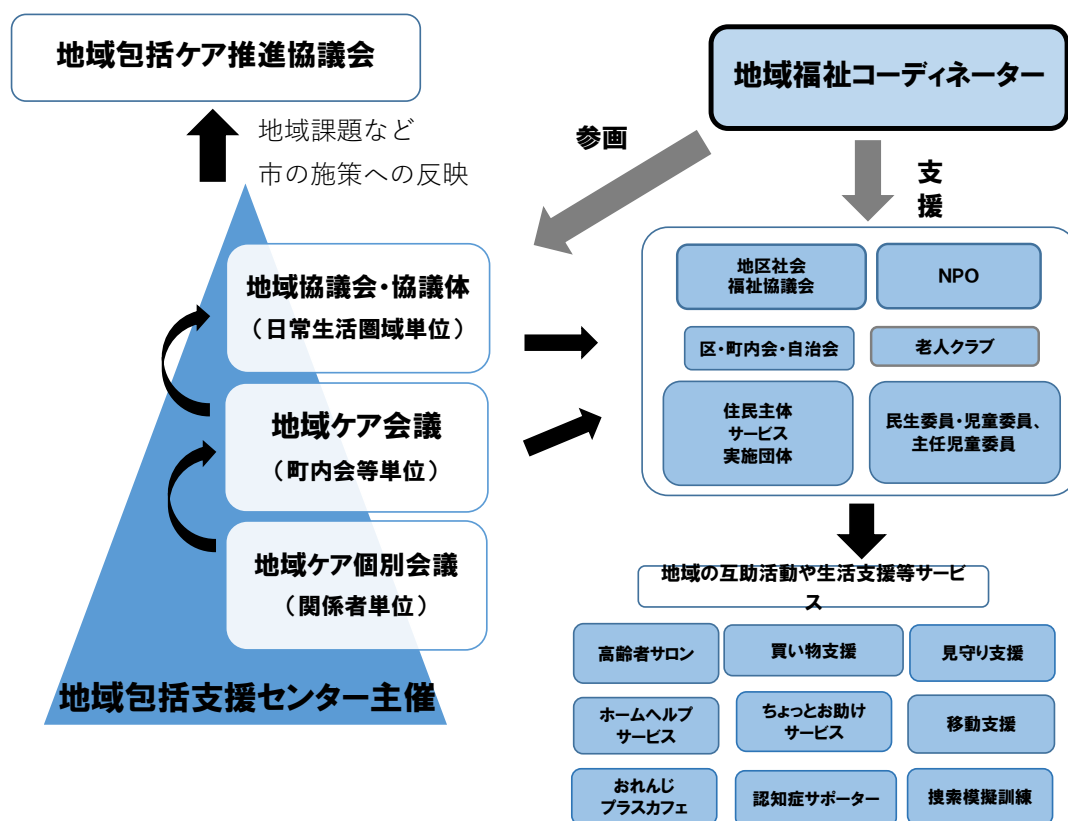 地域包括ケア推進協議会
地域課題など
市の施策への反映
地域福祉コーディネーター
参画
支
援
地域協議会・協議体
（日常生活圏域単位）
地域ケア会議
（町内会等単位）
地域ケア個別会議
（関係者単位）
地域包括支援センター主催
地区社会
福祉協議会
NPO
区・町内会・自治会
老人クラブ
住民主体
サービス
実施団体
民生委員・児童委員、
主任児童委員
地域の互助活動や生活支援等サービ
ス
高齢者サロン
買い物支援
見守り支援
ホームヘルプ
サービス
ちょっとお助け
サービス
移動支援
おれんじ
プラスカフェ
認知症サポーター
捜索模擬訓練